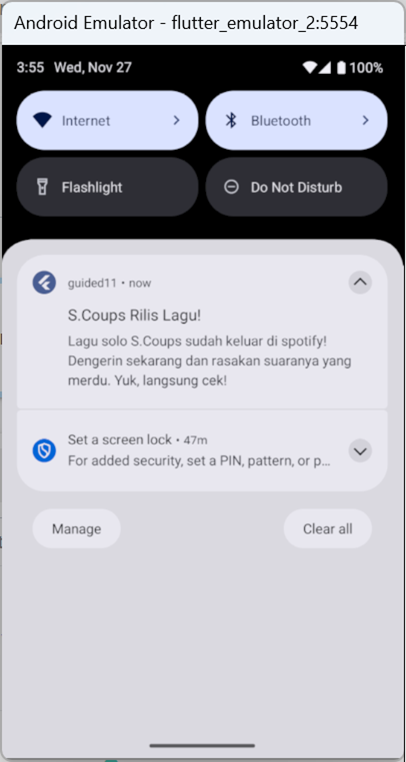 Android Emulator - flutter_emulator_2:5554
3:55 Wed, Nov 27 100%
Internet Bluetooth
Flashlight Do Not Disturb
guided11 • now
S.Coups Rilis Lagu!
Lagu solo S.Coups sudah keluar di spotify!
Dengerin sekarang dan rasakan suaranya yang
merdu. Yuk, langsung cek!
Set a screen lock • 47m
For added security, set a PIN, pattern, or p...
Manage Clear all